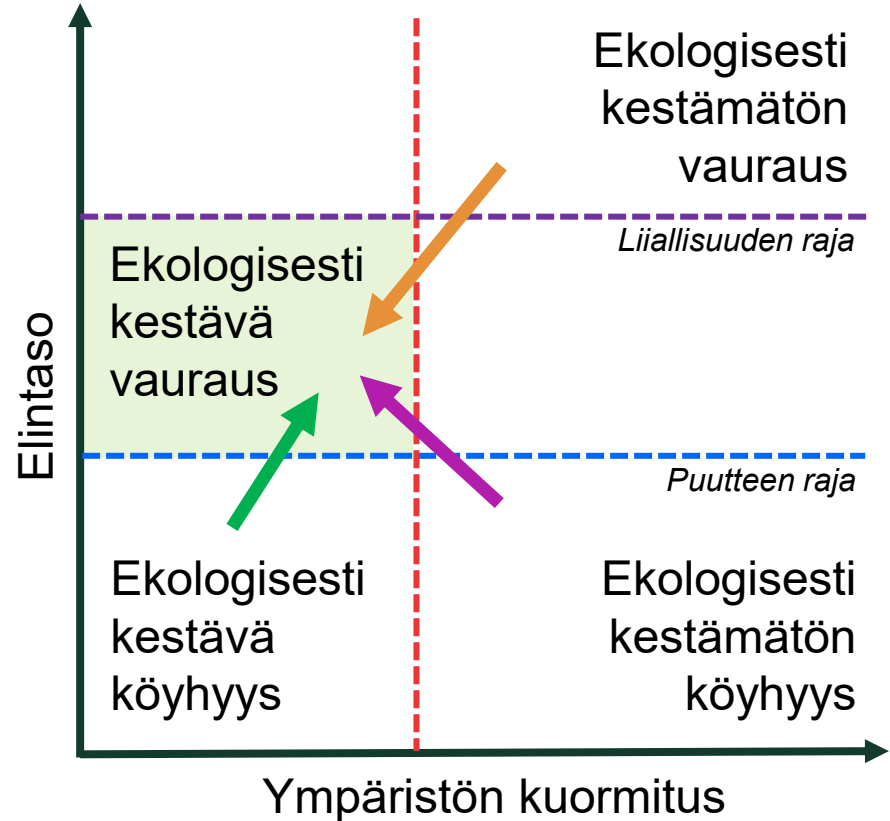 Ekologisesti
kestämätön
vauraus
Liiallisuuden raja
Ekologisesti
kestävä
vauraus
Elintaso
Puutteen raja
Ekologisesti
kestävä
köyhyys
Ekologisesti
kestämätön
köyhyys
Ympäristön kuormitus